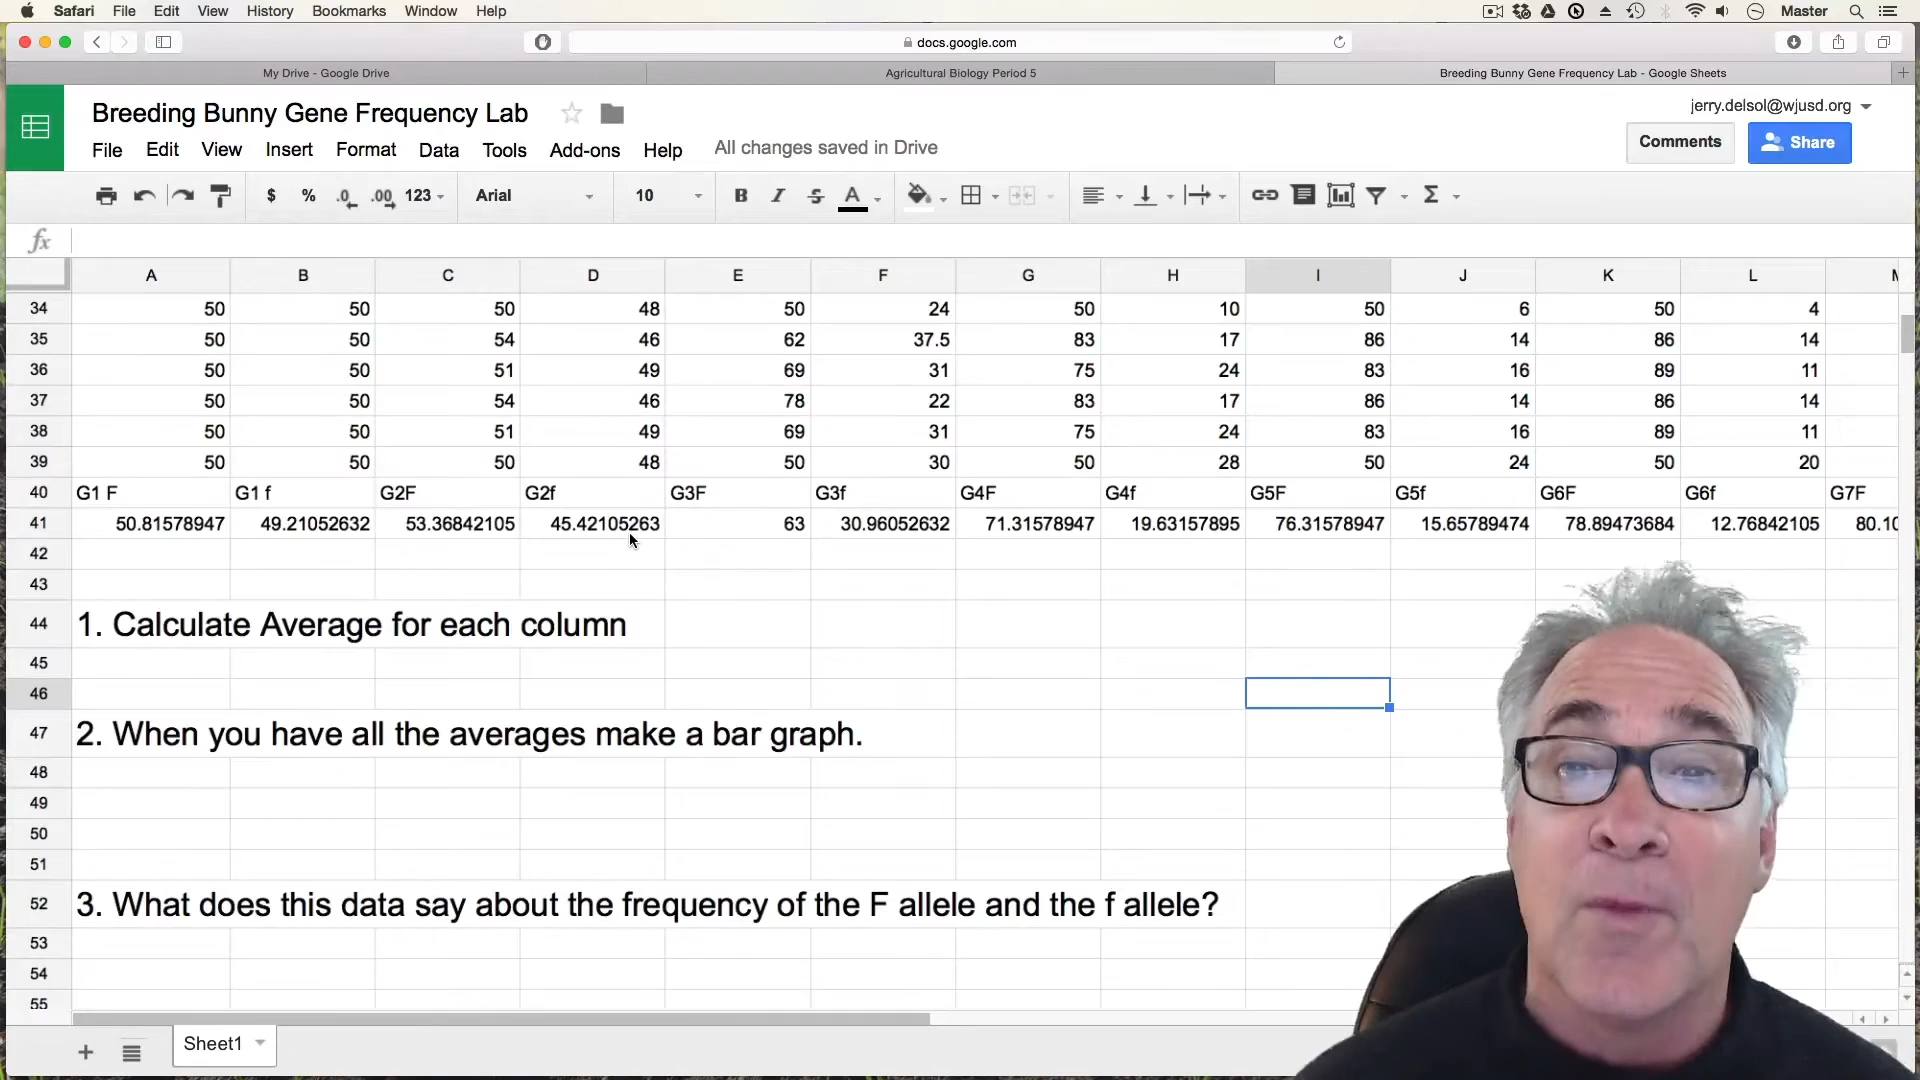 Safari File Edit View History Bookmarks Window Help Master
docs.google.com
My Drive - Google Drive Agricultural Biology Period 5 Breeding Bunny Gene Frequency Lab - Google Sheets
Breeding Bunny Gene Frequency Lab jerry.delsol@wjusd.org
File Edit View Insert Format Data Tools Add-ons Help All changes saved in Drive Comments Share
$ % .0 .00 123 Arial 10 B I S A Σ
fx
A B C D E F G H I J K L
34 50 50 50 48 50 24 50 10 50 6 50 4
35 50 50 54 46 62 37.5 83 17 86 14 86 14
36 50 50 51 49 69 31 75 24 83 16 89 11
37 50 50 54 46 78 22 83 17 86 14 86 14
38 50 50 51 49 69 31 75 24 83 16 89 11
39 50 50 50 48 50 30 50 28 50 24 50 20
40 G1 F G1 f G2F G2f G3F G3f G4F G4f G5F G5f G6F G6f G7F
41 50.81578947 49.21052632 53.36842105 45.42105263 63 30.96052632 71.31578947 19.63157895 76.31578947 15.65789474 78.89473684 12.76842105 80.10
42
43
44 1. Calculate Average for each column
45
46
47 2. When you have all the averages make a bar graph.
48
49
50
51
52 3. What does this data say about the frequency of the F allele and the f allele?
53
54
55
Sheet1